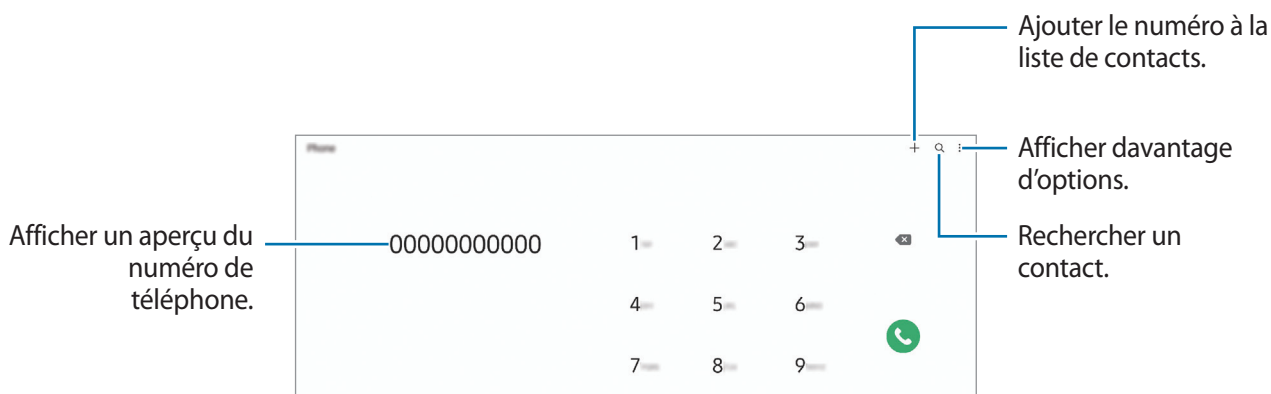 Ajouter le numéro à la
liste de contacts.
Phone
Afficher davantage
d'options.
Afficher un aperçu du
numéro de
téléphone.
00000000000
1
2
3
Rechercher un
contact.
4
5
6
7
8
9